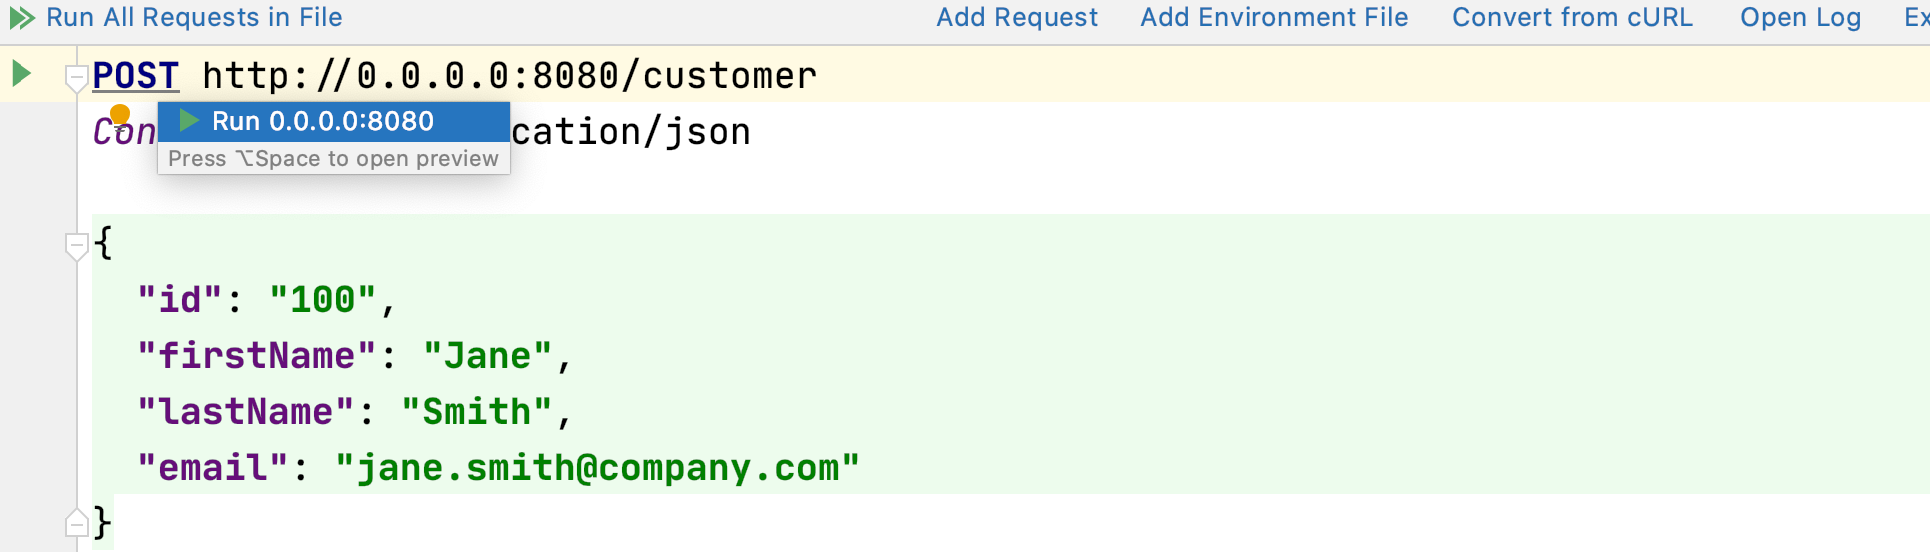 Run All Requests in File Add Request Add Environment File Convert from cURL Open Log Ex
POST http://0.0.0.0:8080/customer
Run 0.0.0.0:8080
Con cation/json
Press ⌥Space to open preview
{
"id": "100",
"firstName": "Jane",
"lastName": "Smith",
"email": "jane.smith@company.com"
}